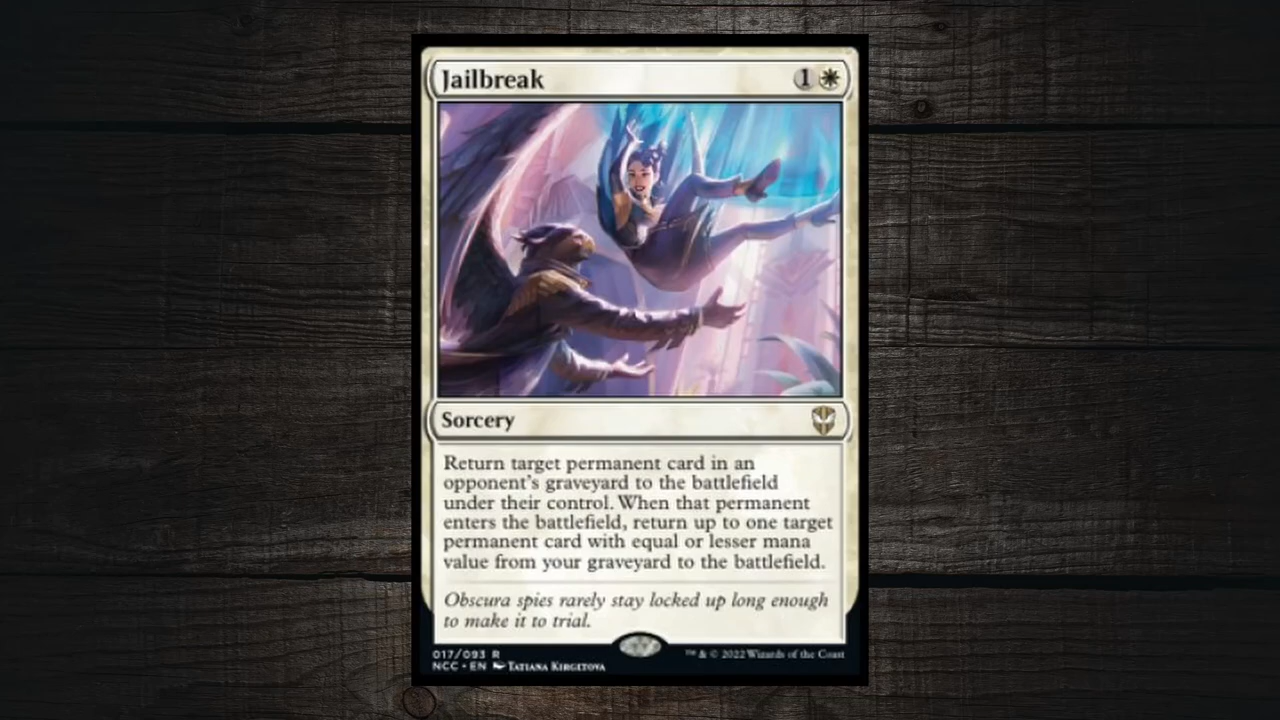 Jailbreak 1
Sorcery
Return target permanent card in an
opponent's graveyard to the battlefield
under their control. When that permanent
enters the battlefield, return up to one target
permanent card with equal or lesser mana
value from your graveyard to the battlefield.
Obscura spies rarely stay locked up long enough
to make it to trial.
017/093 R ™ & © 2022 Wizards of the Coast
NCC • EN TATIANA KIRGETOVA